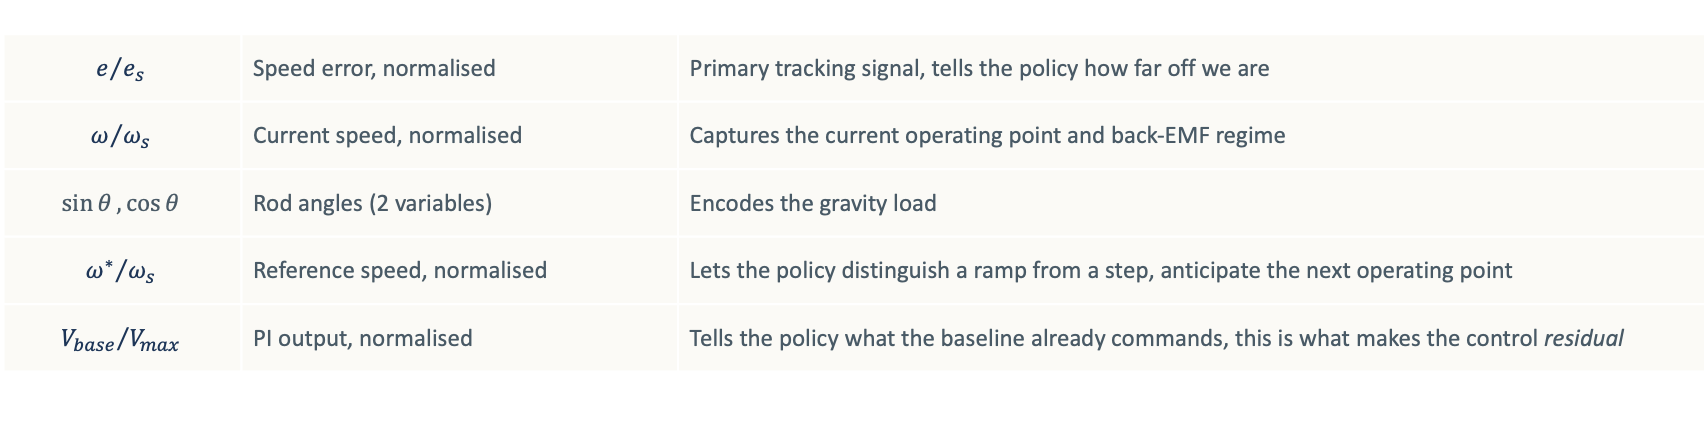 e/eₛ Speed error, normalised Primary tracking signal, tells the policy how far off we are
ω/ωₛ Current speed, normalised Captures the current operating point and back-EMF regime
sin θ , cos θ Rod angles (2 variables) Encodes the gravity load
ω*/ωₛ Reference speed, normalised Lets the policy distinguish a ramp from a step, anticipate the next operating point
V_base/V_max PI output, normalised Tells the policy what the baseline already commands, this is what makes the control residual